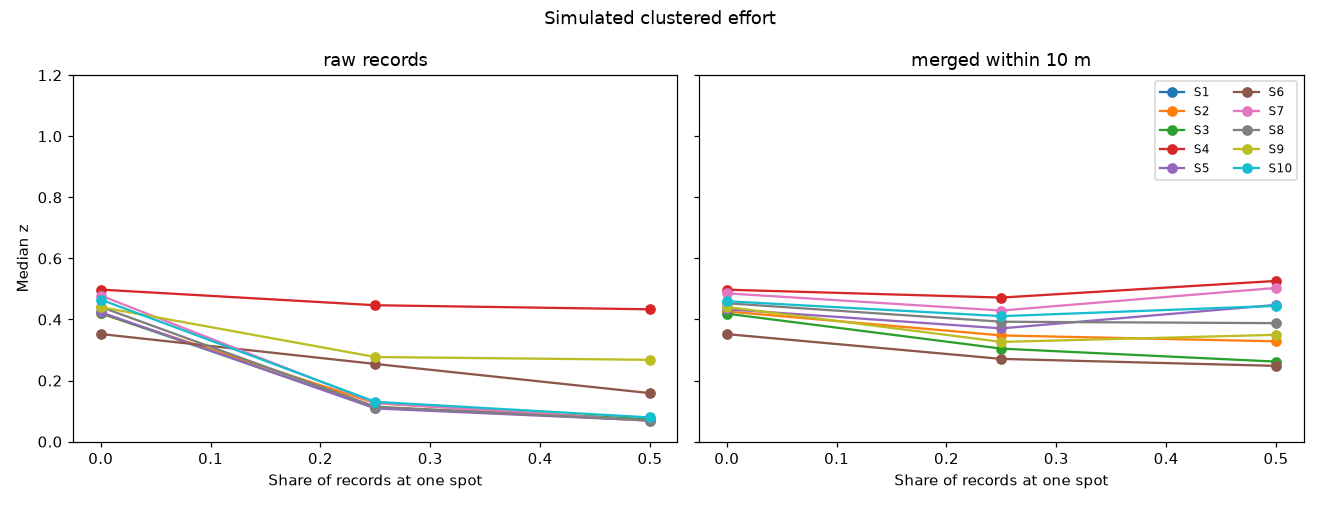 Simulated clustered effort
raw records
merged within 10 m
Median z
1.2
1.0
0.8
0.6
0.4
0.2
0.0
0.0 0.1 0.2 0.3 0.4 0.5
Share of records at one spot
S1 S6
S2 S7
S3 S8
S4 S9
S5 S10
0.0 0.1 0.2 0.3 0.4 0.5
Share of records at one spot